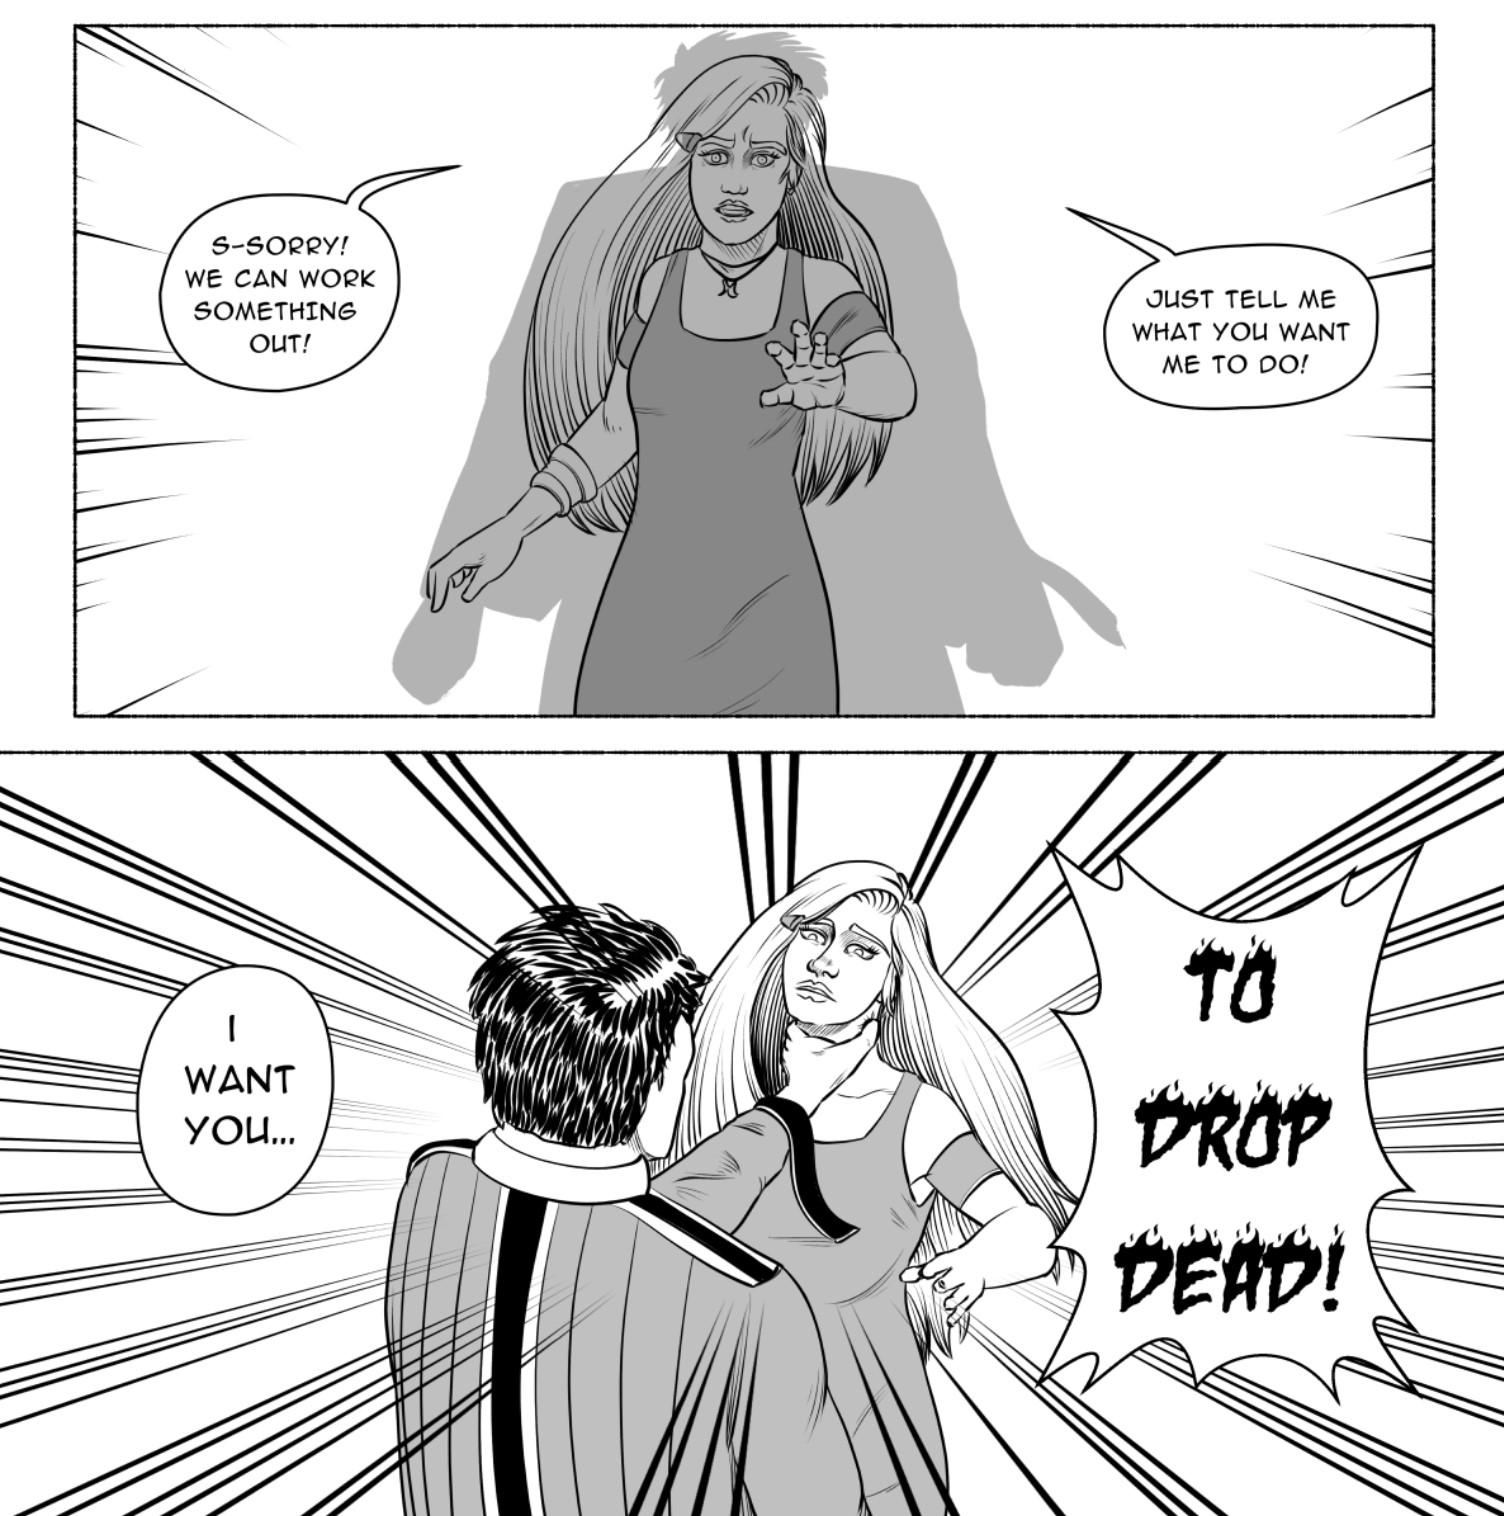 S-SORRY!
WE CAN WORK
SOMETHING
OUT!
JUST TELL ME
WHAT YOU WANT
ME TO DO!
I
WANT
YOU...
TO
DROP
DEAD!